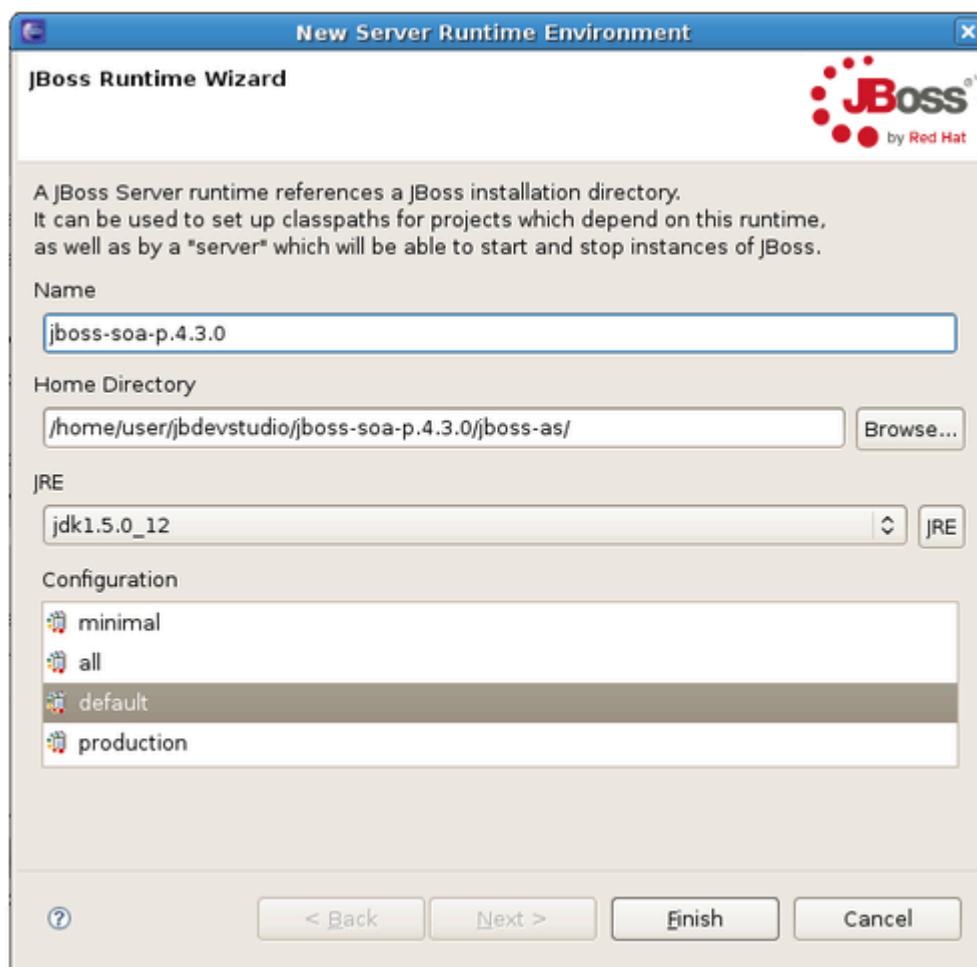 New Server Runtime Environment
JBoss Runtime Wizard
JBoss®
by Red Hat
A JBoss Server runtime references a JBoss installation directory.
It can be used to set up classpaths for projects which depend on this runtime,
as well as by a "server" which will be able to start and stop instances of JBoss.
Name
jboss-soa-p.4.3.0
Home Directory
/home/user/jbdevstudio/jboss-soa-p.4.3.0/jboss-as/
Browse...
JRE
jdk1.5.0_12
JRE
Configuration
minimal
all
default
production
?
< Back
Next >
Finish
Cancel